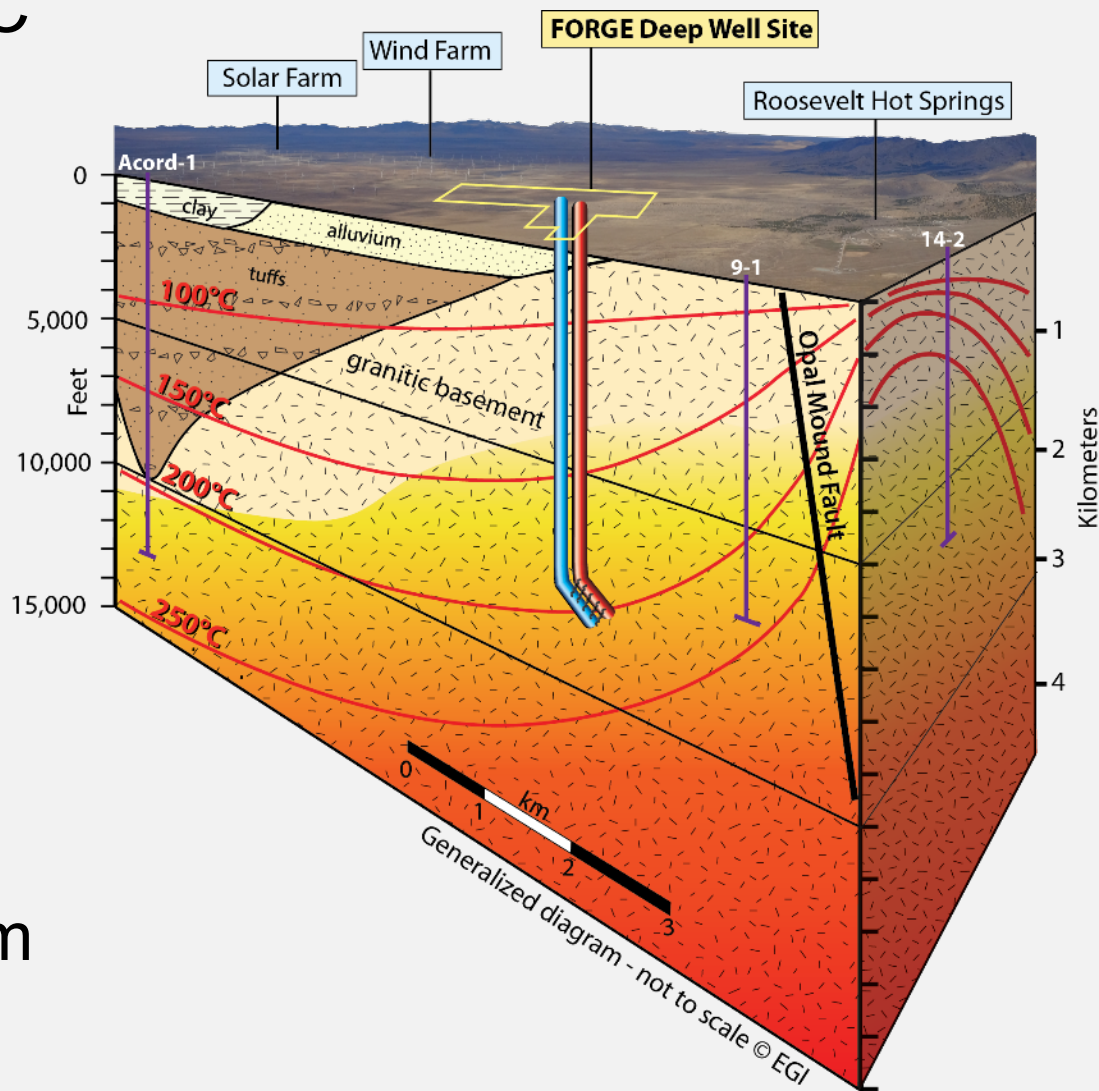 C
FORGE Deep Well Site
Wind Farm
Solar Farm
Roosevelt Hot Springs
Acord-1
0
clay
alluvium
14-2
tuffs
9-1
100°C
5,000
1
Opal Mound Fault
granitic basement
Feet
150°C
2
10,000
200°C
Kilometers
3
15,000
250°C
4
0
km
1
2
3
Generalized diagram - not to scale © EGI
m